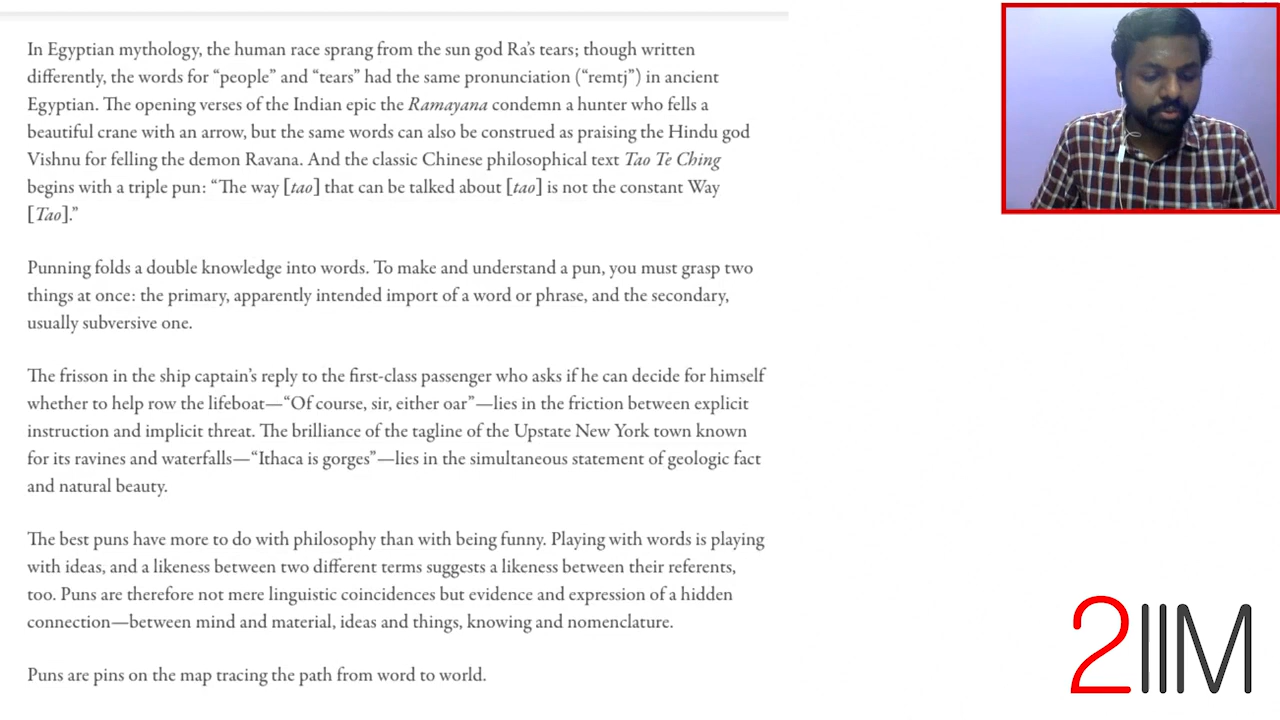 In Egyptian mythology, the human race sprang from the sun god Ra’s tears; though written
differently, the words for “people” and “tears” had the same pronunciation (“remtj”) in ancient
Egyptian. The opening verses of the Indian epic the Ramayana condemn a hunter who fells a
beautiful crane with an arrow, but the same words can also be construed as praising the Hindu god
Vishnu for felling the demon Ravana. And the classic Chinese philosophical text Tao Te Ching
begins with a triple pun: “The way [tao] that can be talked about [tao] is not the constant Way
[Tao].”
Punning folds a double knowledge into words. To make and understand a pun, you must grasp two
things at once: the primary, apparently intended import of a word or phrase, and the secondary,
usually subversive one.
The frisson in the ship captain’s reply to the first-class passenger who asks if he can decide for himself
whether to help row the lifeboat—“Of course, sir, either oar”—lies in the friction between explicit
instruction and implicit threat. The brilliance of the tagline of the Upstate New York town known
for its ravines and waterfalls—“Ithaca is gorges”—lies in the simultaneous statement of geologic fact
and natural beauty.
The best puns have more to do with philosophy than with being funny. Playing with words is playing
with ideas, and a likeness between two different terms suggests a likeness between their referents,
too. Puns are therefore not mere linguistic coincidences but evidence and expression of a hidden
connection—between mind and material, ideas and things, knowing and nomenclature.
Puns are pins on the map tracing the path from word to world.
2IIM